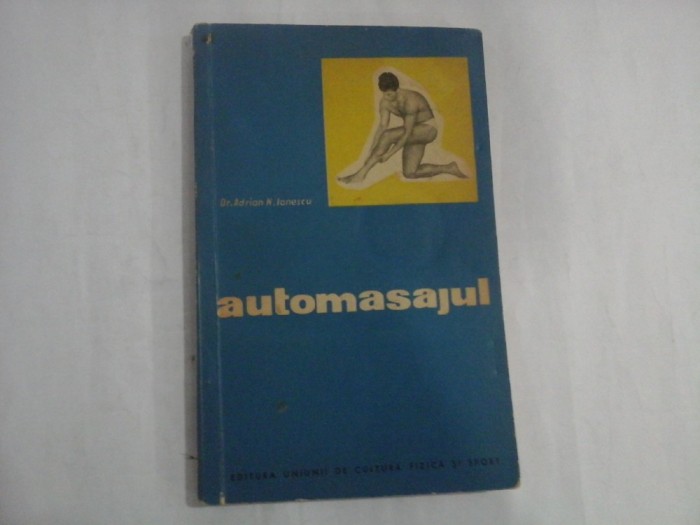 Dr. Adrian N. Ionescu
automasajul
EDITURA UNIUNII DE CULTURĂ FIZICĂ ȘI SPORT